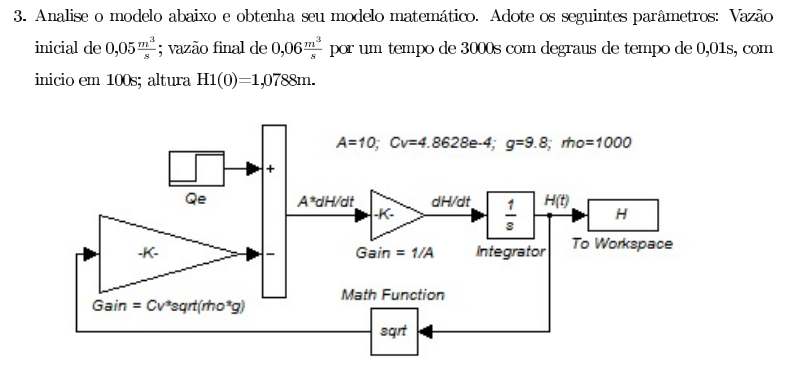 3. Analise o modelo abaixo e obtenha seu modelo matemático. Adote os seguintes parâmetros: Vazão
inicial de 0,05 m³/s; vazão final de 0,06 m³/s por um tempo de 3000s com degraus de tempo de 0,01s, com
inicio em 100s; altura H1(0)=1,0788m.
A=10; Cv=4.8628e-4; g=9.8; rho=1000
+
Qe
A*dH/dt
-K-
dH/dt
1/s
H(t)
H
-K-
−
Gain = 1/A
Integrator
To Workspace
Gain = Cv*sqrt(rho*g)
Math Function
sqrt